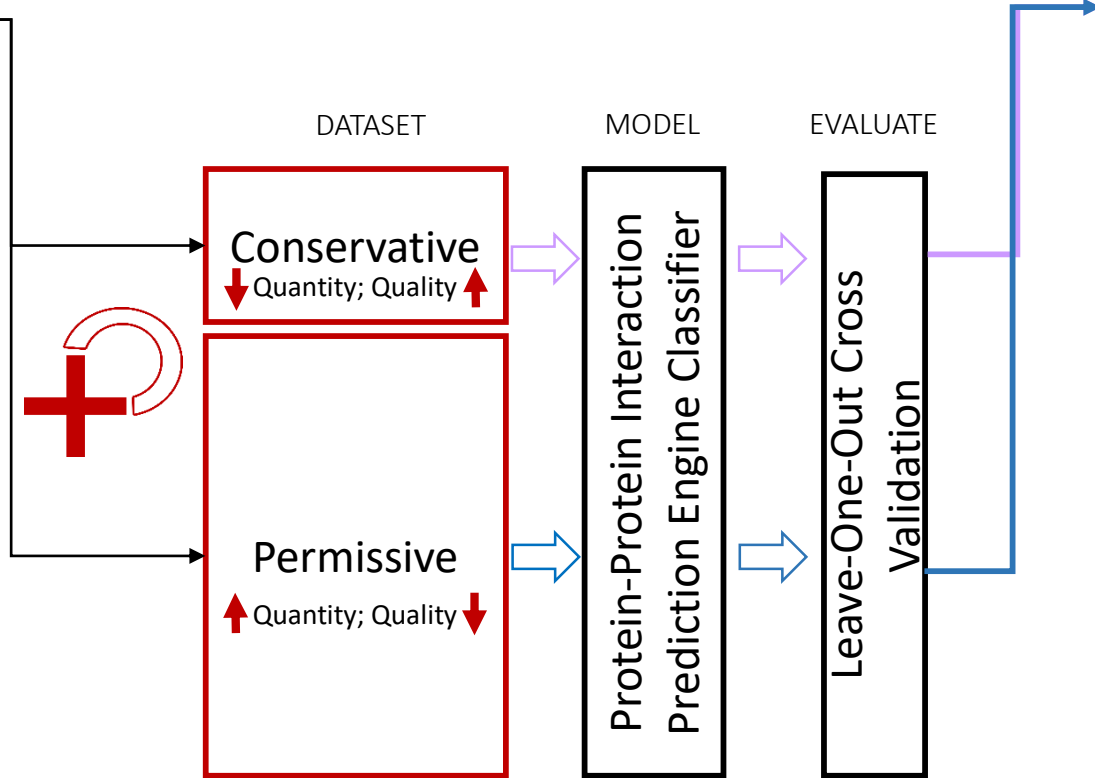 DATASET
MODEL
EVALUATE
Conservative
Quantity; Quality
Permissive
Quantity; Quality
Protein-Protein Interaction
Prediction Engine Classifier
Leave-One-Out Cross
Validation